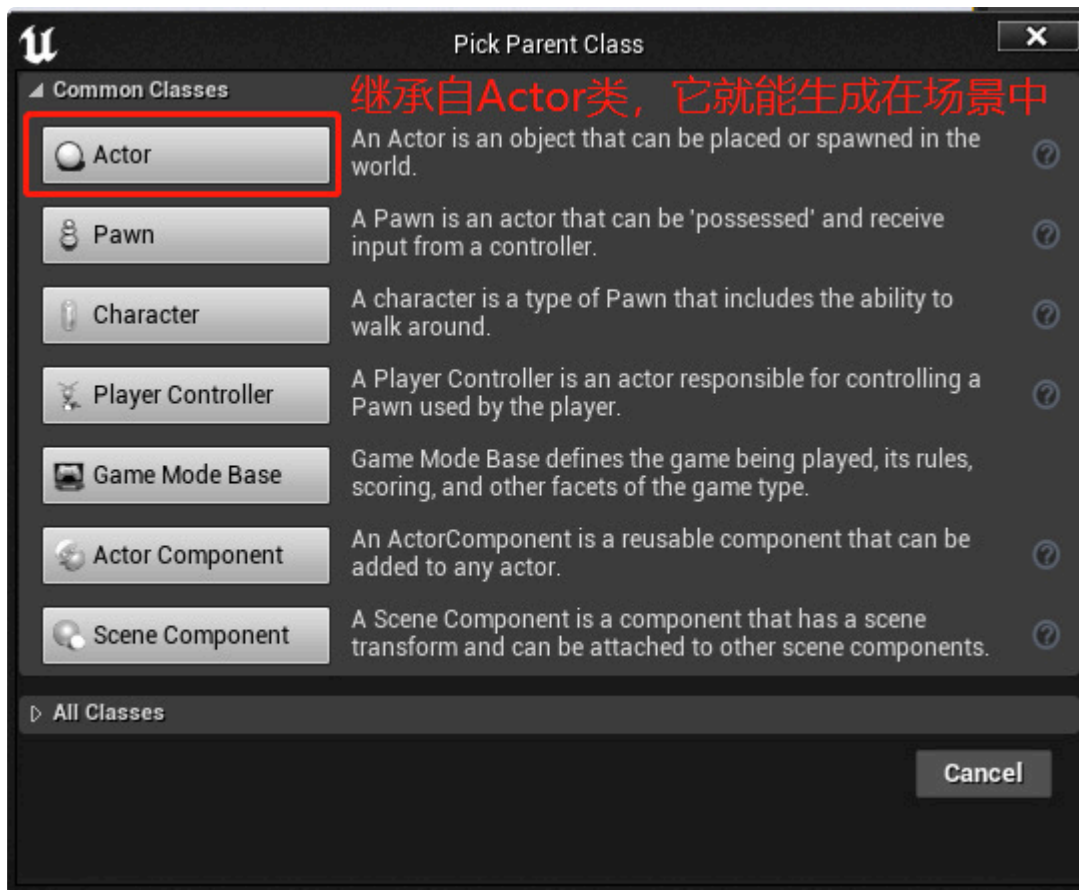 Pick Parent Class
Common Classes
继承自Actor类，它就能生成在场景中
Actor
An Actor is an object that can be placed or spawned in the
world.
Pawn
A Pawn is an actor that can be 'possessed' and receive
input from a controller.
Character
A character is a type of Pawn that includes the ability to
walk around.
Player Controller
A Player Controller is an actor responsible for controlling a
Pawn used by the player.
Game Mode Base
Game Mode Base defines the game being played, its rules,
scoring, and other facets of the game type.
Actor Component
An ActorComponent is a reusable component that can be
added to any actor.
Scene Component
A Scene Component is a component that has a scene
transform and can be attached to other scene components.
All Classes
Cancel